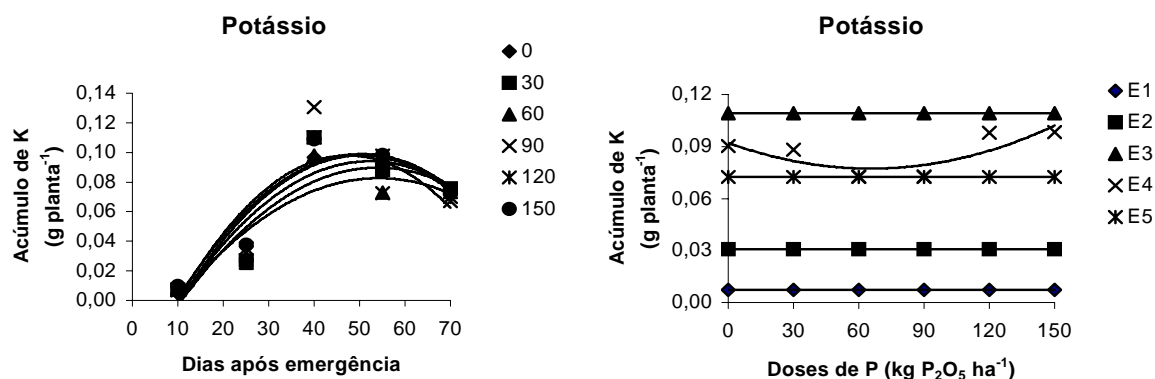 Potássio
Acúmulo de K
(g planta⁻¹)
0,14
0,12
0,10
0,08
0,06
0,04
0,02
0,00
0 10 20 30 40 50 60 70
Dias após emergência
0
30
60
90
120
150
Potássio
Acúmulo de K
(g planta⁻¹)
0,12
0,09
0,06
0,03
0,00
0 30 60 90 120 150
Doses de P (kg P₂O₅ ha⁻¹)
E1
E2
E3
E4
E5